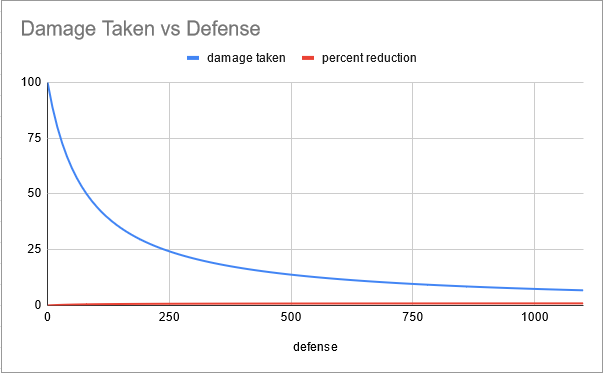 Damage Taken vs Defense
damage taken percent reduction
100
75
50
25
0
0 250 500 750 1000
defense